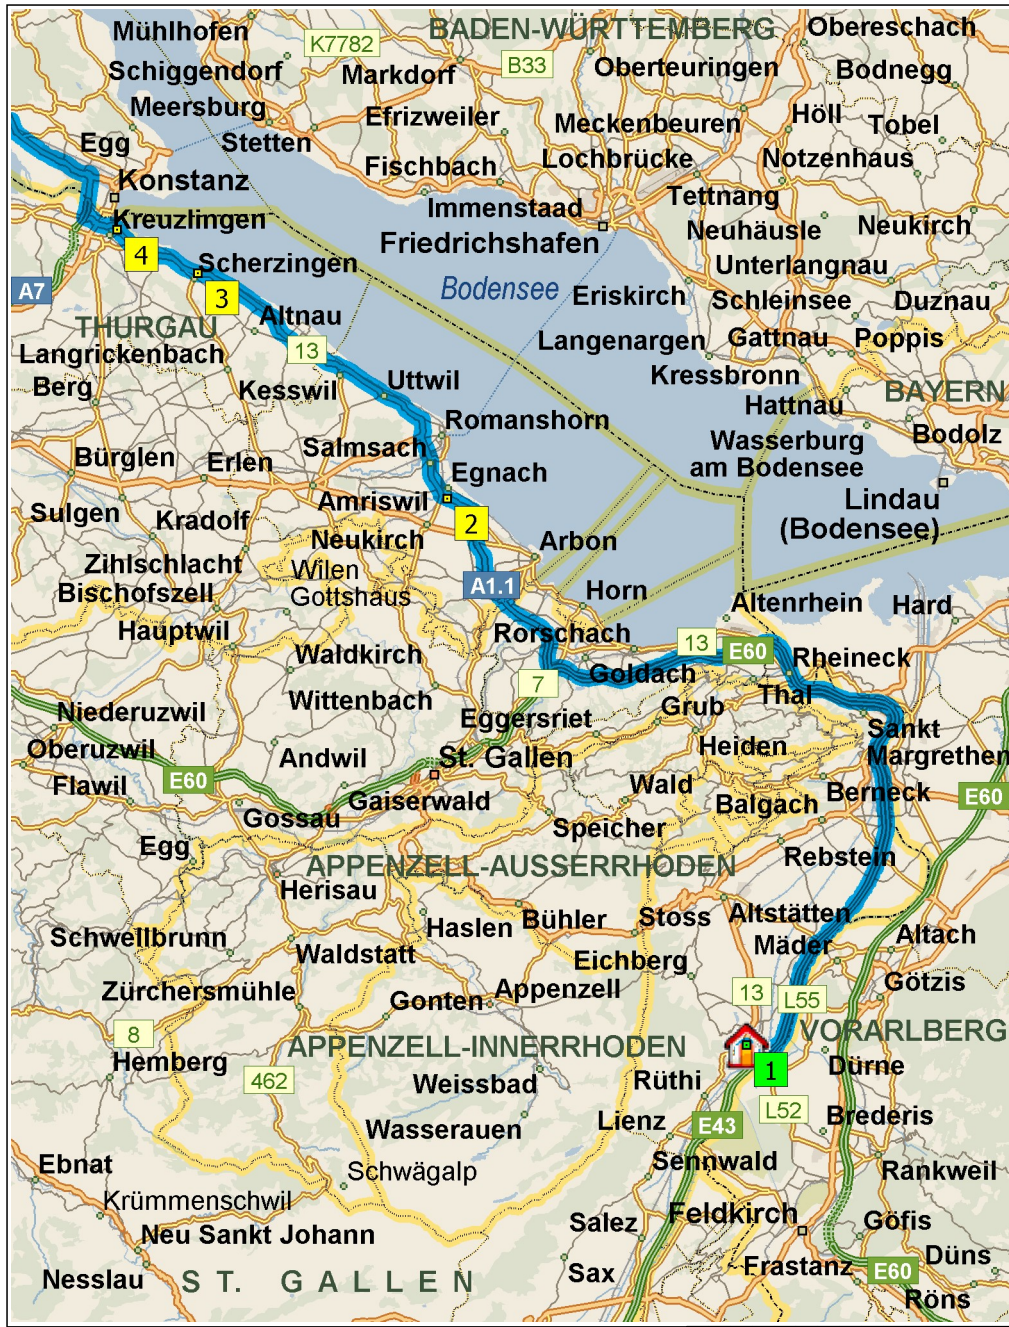 Mühlhofen
BADEN-WÜRTTEMBERG
Obereschach
K7782
Schiggendorf
Markdorf
B33
Oberteuringen
Bodnegg
Meersburg
Efrizweiler
Meckenbeuren
Höll
Tobel
Egg
Stetten
Fischbach
Lochbrücke
Notzenhaus
Konstanz
Immenstaad
Tettnang
Kreuzlingen
Friedrichshafen
Neuhäusle
Neukirch
4
Scherzingen
Unterlangnau
A7
3
Bodensee
Eriskirch
Schleinsee
Duznau
THURGAU
Altnau
Langenargen
Gattnau
Poppis
Langrickenbach
13
Kressbronn
Berg
Kesswil
Uttwil
Hattnau
BAYERN
Romanshorn
Wasserburg
am Bodensee
Bodolz
Bürglen
Erlen
Salmsach
Egnach
Lindau
(Bodensee)
Sulgen
Kradolf
Amriswil
2
Neukirch
Arbon
Zihlschlacht
Wilen
Gottshaus
Bischofszell
A1.1
Horn
Altenrhein
Hard
Hauptwil
Rorschach
13
E60
Waldkirch
Goldach
Rheineck
7
Thal
Wittenbach
Grub
Niederuzwil
Eggersriet
Sankt
Margrethen
Oberuzwil
Andwil
St. Gallen
Heiden
Flawil
E60
Gaiserwald
Wald
Berneck
E60
Gossau
Speicher
Balgach
Egg
APPENZELL-AUSSERRHODEN
Rebstein
Herisau
Haslen
Bühler
Stoss
Altstätten
Schwellbrunn
Waldstatt
Mäder
Altach
Eichberg
Zürchersmühle
Gonten
Appenzell
Götzis
13
L55
8
APPENZELL-INNERRHODEN
VORARLBERG
Hemberg
462
Weissbad
Rüthi
1
Dürne
L52
Wasserauen
Lienz
E43
Brederis
Ebnat
Schwägalp
Sennwald
Rankweil
Krümmenschwil
Neu Sankt Johann
Salez
Feldkirch
Göfis
Nesslau
ST. GALLEN
Sax
Frastanz
E60
Düns
Röns